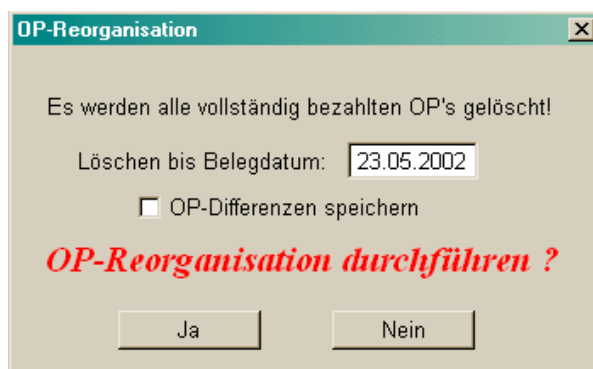 OP-Reorganisation
Es werden alle vollständig bezahlten OP's gelöscht!
Löschen bis Belegdatum: 23.05.2002
OP-Differenzen speichern
OP-Reorganisation durchführen ?
Ja Nein